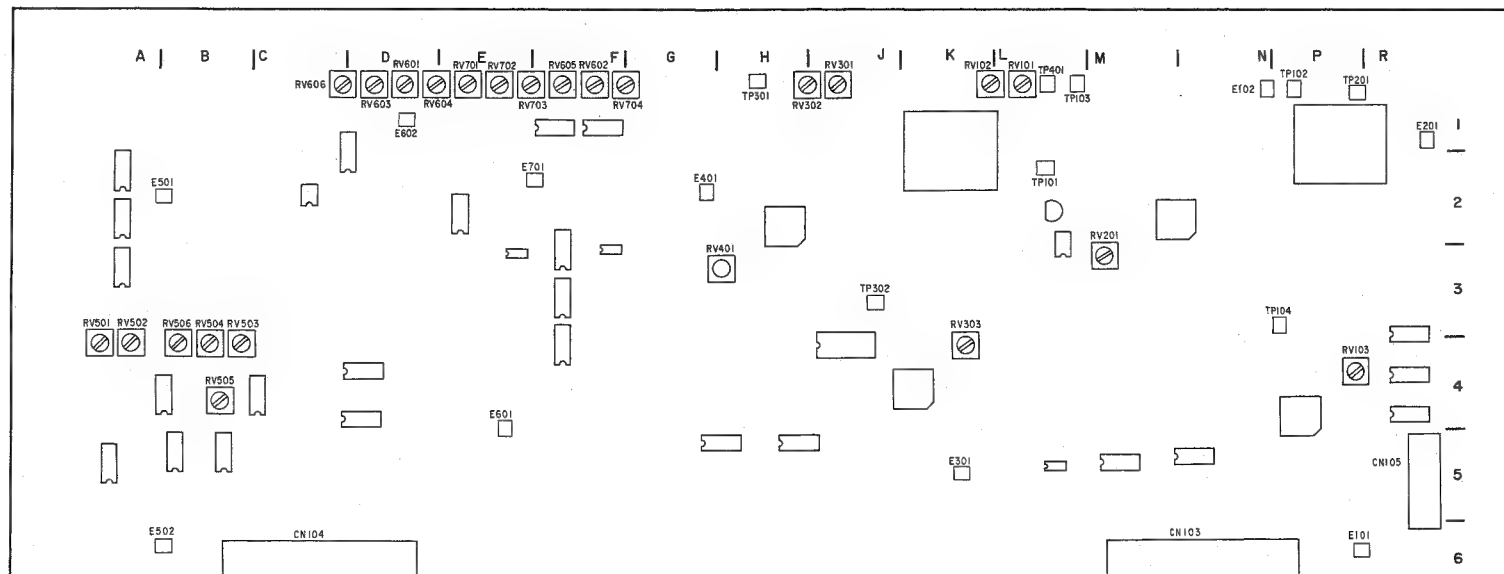 A B C D E F G H J K L M N P R
RV601 RV701 RV702 RV605 RV602 RV301 RV102 RV101 TP401 TP102 TP201
RV606 RV603 RV604 RV703 RV704 TP301 RV302 TP103 E102
E602 E201 1
E501 E701 E401 TP101 2
RV401 RV201
TP302 3
RV501 RV502 RV506 RV504 RV503 RV303 TP104
RV505 RV103 4
E601
E301 CN105 5
E502 CN104 CN103 E101
6